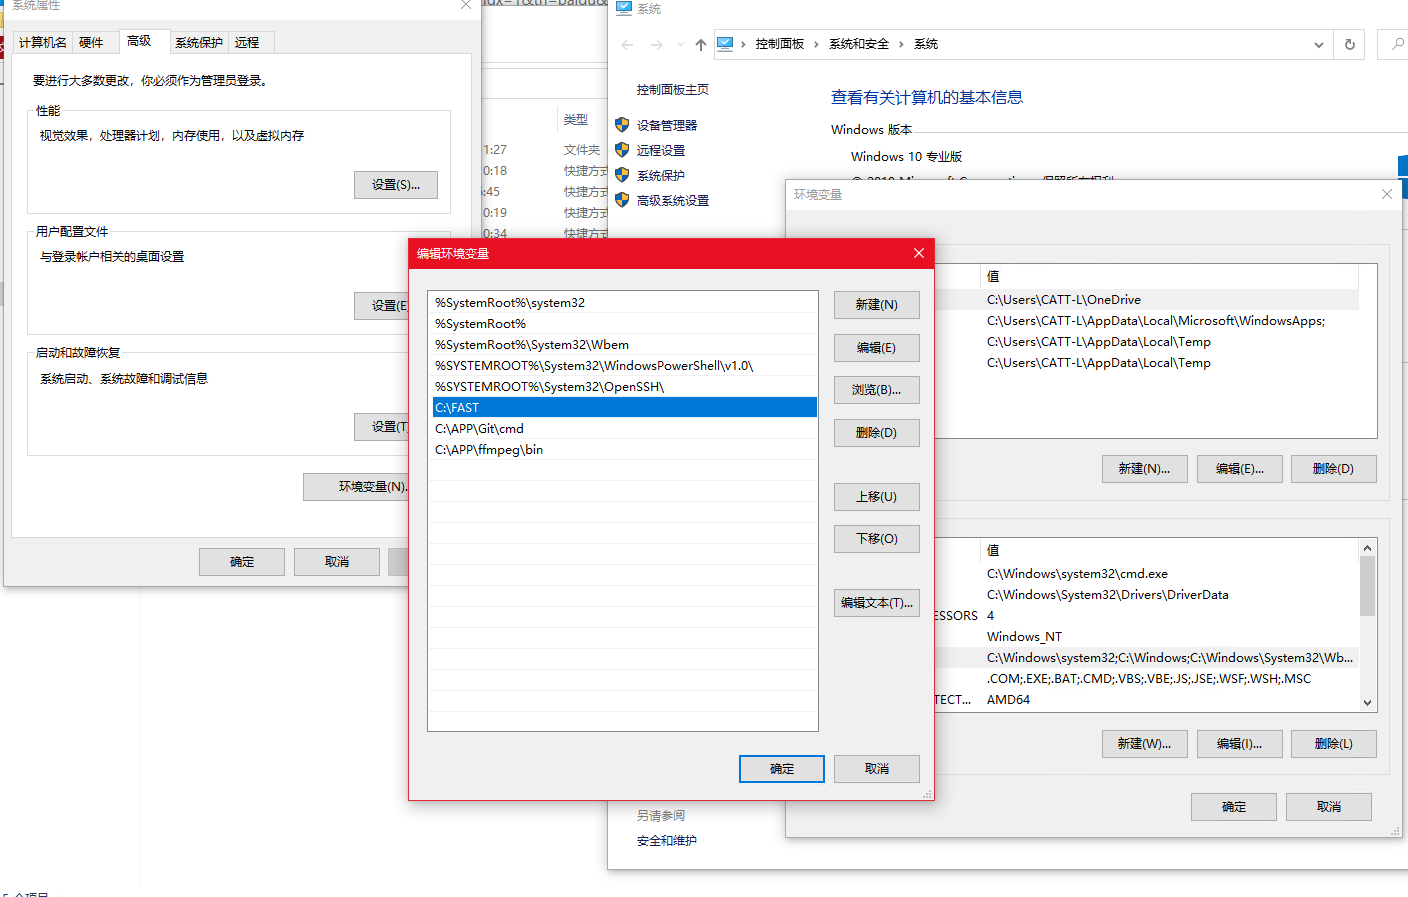 系统属性
计算机名
硬件
高级
系统保护
远程
要进行大多数更改，你必须作为管理员登录。
性能
视觉效果，处理器计划，内存使用，以及虚拟内存
设置(S)...
用户配置文件
与登录帐户相关的桌面设置
设置(E
启动和故障恢复
系统启动、系统故障和调试信息
设置(T
环境变量(N).
确定
取消
类型
1:27
文件夹
0:18
快捷方式
:45
快捷方式
0:19
快捷方式
0:34
快捷方式
系统
控制面板 › 系统和安全 › 系统
控制面板主页
设备管理器
远程设置
系统保护
高级系统设置
查看有关计算机的基本信息
Windows 版本
Windows 10 专业版
另请参阅
安全和维护
环境变量
值
C:\Users\CATT-L\OneDrive
C:\Users\CATT-L\AppData\Local\Microsoft\WindowsApps;
C:\Users\CATT-L\AppData\Local\Temp
C:\Users\CATT-L\AppData\Local\Temp
新建(N)...
编辑(E)...
删除(D)
值
C:\Windows\system32\cmd.exe
C:\Windows\System32\Drivers\DriverData
ESSORS 4
Windows_NT
C:\Windows\system32;C:\Windows;C:\Windows\System32\Wb...
.COM;.EXE;.BAT;.CMD;.VBS;.VBE;.JS;.JSE;.WSF;.WSH;.MSC
TECT... AMD64
新建(W)...
编辑(I)...
删除(L)
确定
取消
编辑环境变量
%SystemRoot%\system32
%SystemRoot%
%SystemRoot%\System32\Wbem
%SYSTEMROOT%\System32\WindowsPowerShell\v1.0\
%SYSTEMROOT%\System32\OpenSSH\
C:\FAST
C:\APP\Git\cmd
C:\APP\ffmpeg\bin
新建(N)
编辑(E)
浏览(B)...
删除(D)
上移(U)
下移(O)
编辑文本(T)...
确定
取消